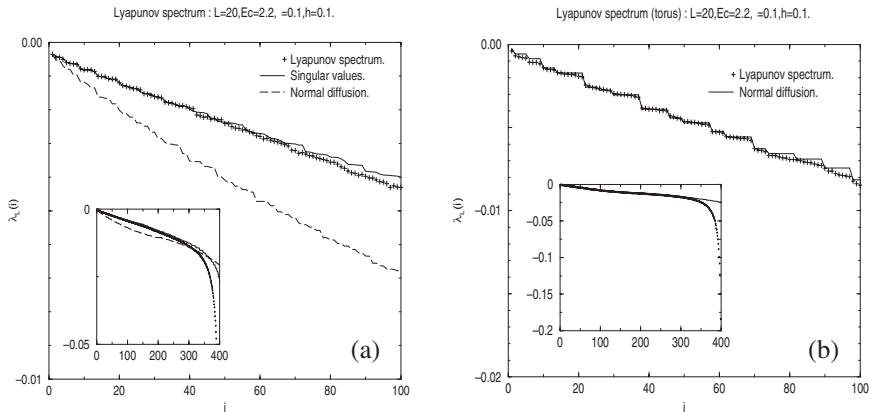 Lyapunov spectrum : L=20,Ec=2.2, =0.1,h=0.1.
0.00
+ Lyapunov spectrum.
Singular values.
Normal diffusion.
λL(i)
0
−0.05
0 100 200 300 400
(a)
−0.01
0 20 40 60 80 100
i
Lyapunov spectrum (torus) : L=20,Ec=2.2, =0.1,h=0.1.
0.00
+ Lyapunov spectrum.
Normal diffusion.
λL(i)
−0.01
0
−0.05
−0.1
−0.15
−0.2
0 100 200 300 400
(b)
−0.02
0 20 40 60 80 100
i